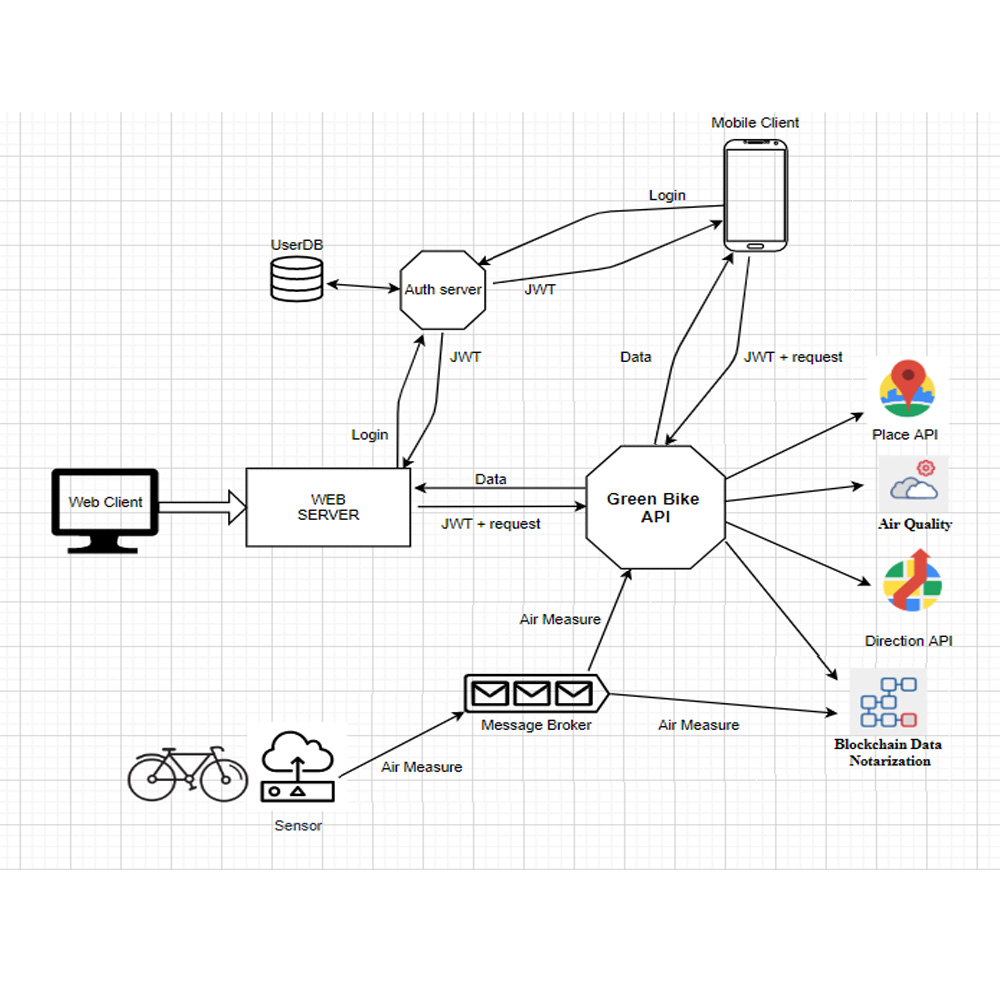 Mobile Client
Login
UserDB
Auth server
JWT
JWT
Data
JWT + request
Login
Place API
Web Client
WEB
SERVER
Data
JWT + request
Green Bike
API
Air Quality
Air Measure
Direction API
Message Broker
Air Measure
Blockchain Data
Notarization
Air Measure
Sensor